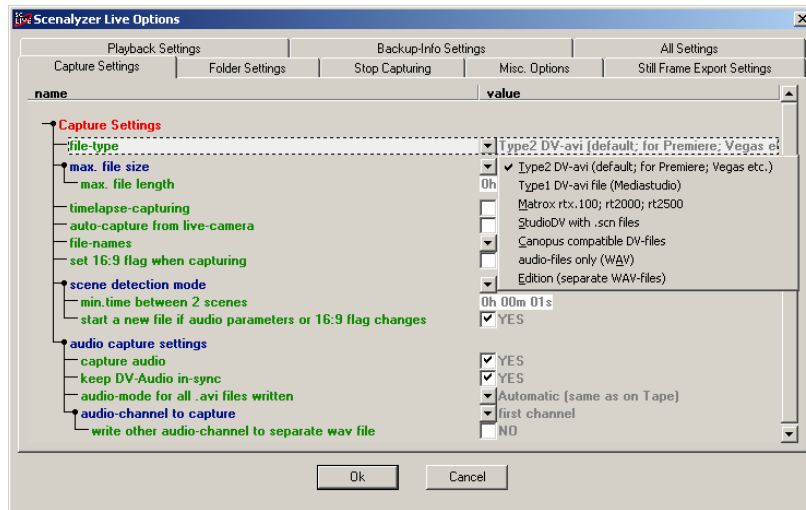 Scenalyzer Live Options
Playback Settings
Backup-Info Settings
All Settings
Capture Settings
Folder Settings
Stop Capturing
Misc. Options
Still Frame Export Settings
name
value
Capture Settings
file-type
Type2 DV-avi (default; for Premiere; Vegas e
max. file size
max. file length
0h
timelapse-capturing
auto-capture from live-camera
file-names
set 16:9 flag when capturing
Type2 DV-avi (default; for Premiere; Vegas etc.)
Type1 DV-avi file (Mediastudio)
Matrox rtx.100; rt2000; rt2500
StudioDV with .scn files
Canopus compatible DV-files
audio-files only (WAV)
Edition (separate WAV-files)
scene detection mode
min.time between 2 scenes
0h 00m 01s
start a new file if audio parameters or 16:9 flag changes
YES
audio capture settings
capture audio
YES
keep DV-Audio in-sync
YES
audio-mode for all .avi files written
Automatic (same as on Tape)
audio-channel to capture
first channel
write other audio-channel to separate wav file
NO
Ok
Cancel